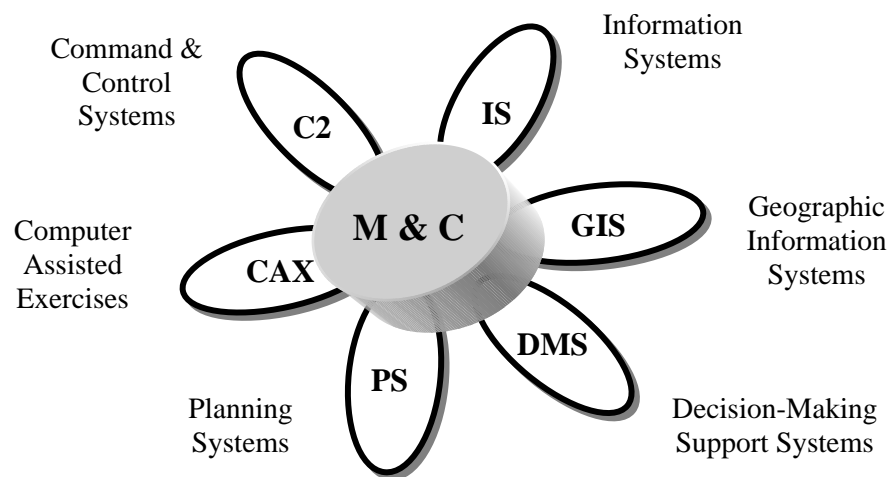 Information
Systems
Command &
Control
Systems
C2
IS
M & C
GIS
Geographic
Information
Systems
Computer
Assisted
Exercises
CAX
DMS
PS
Planning
Systems
Decision-Making
Support Systems